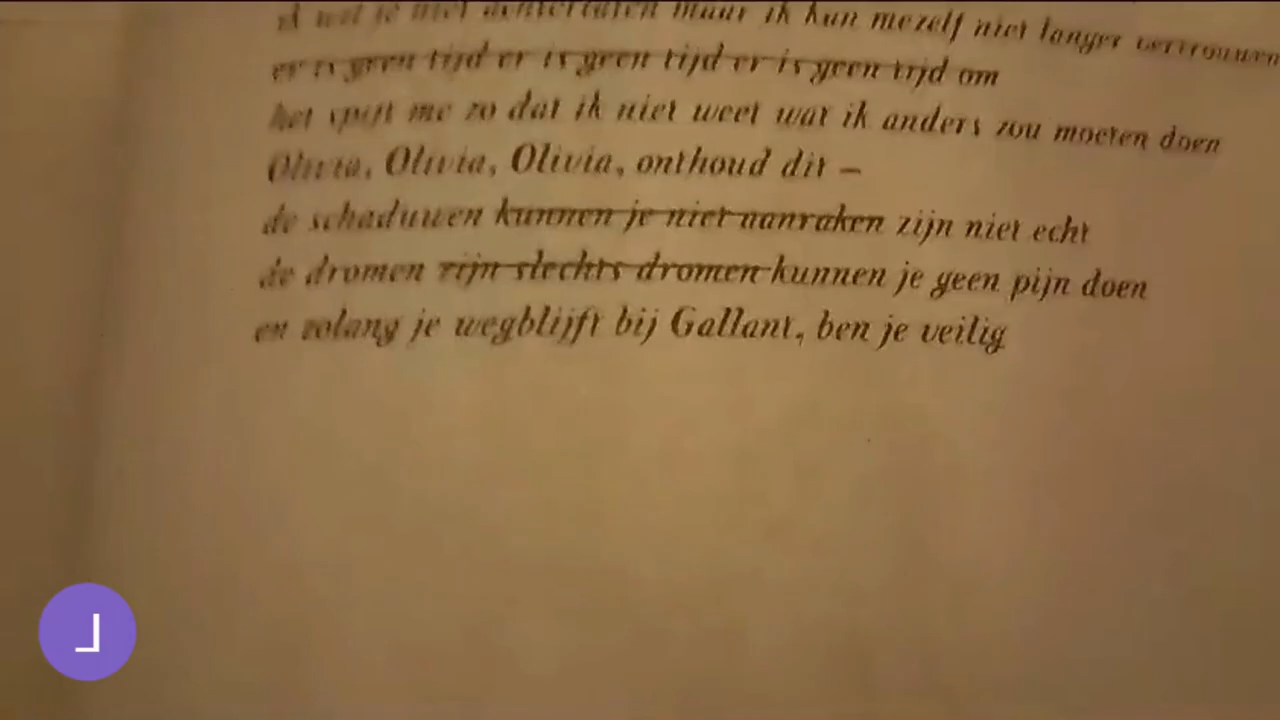 ik wil je niet achterlaten maar ik kan mezelf niet langer vertrouwen
er is geen tijd er is geen tijd er is geen tijd om
het spijt me zo dat ik niet weet wat ik anders zou moeten doen
Olivia, Olivia, Olivia, onthoud dit –
de schaduwen kunnen je niet aanraken zijn niet echt
de dromen zijn slechts dromen kunnen je geen pijn doen
en zolang je wegblijft bij Gallant, ben je veilig